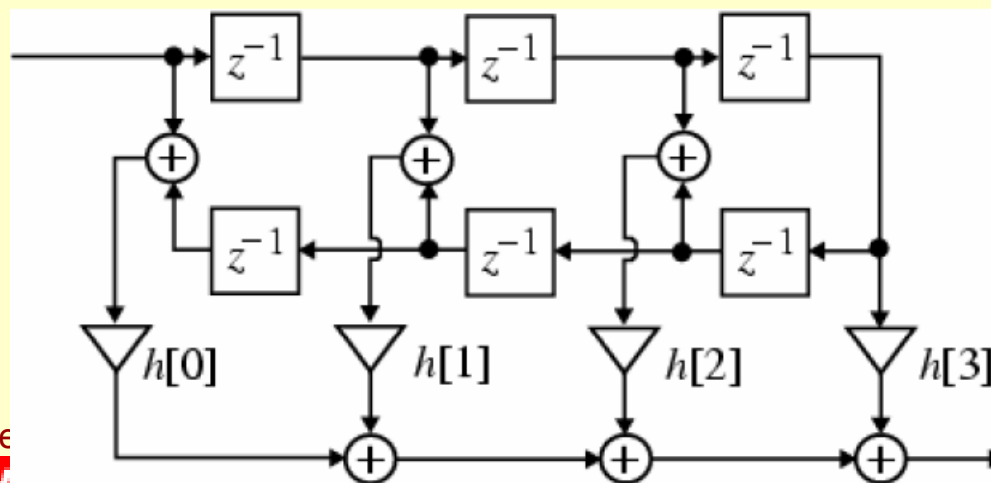 z⁻¹ z⁻¹ z⁻¹
+ + +
z⁻¹ z⁻¹ z⁻¹
h[0] h[1] h[2] h[3]
+ + +